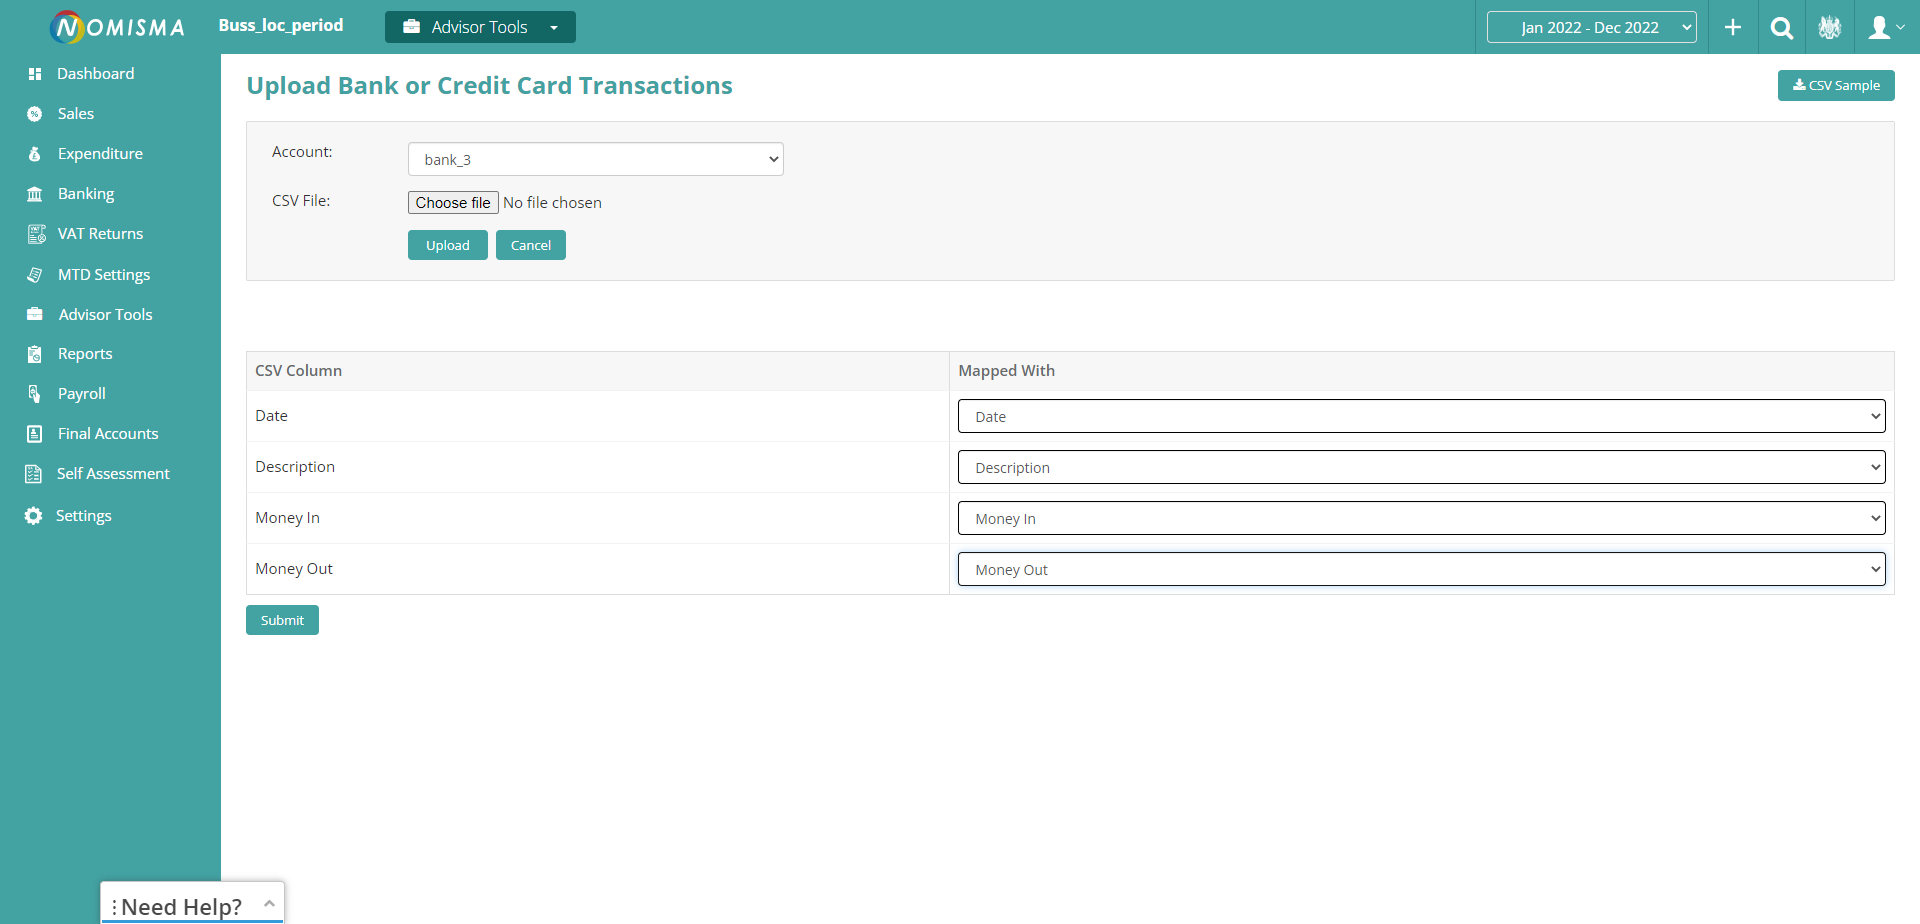 NOMISMA
Buss_loc_period
Advisor Tools
Jan 2022 - Dec 2022
Dashboard
Sales
Expenditure
Banking
VAT Returns
MTD Settings
Advisor Tools
Reports
Payroll
Final Accounts
Self Assessment
Settings
Upload Bank or Credit Card Transactions
CSV Sample
Account:
bank_3
CSV File:
Choose file No file chosen
Upload
Cancel
CSV Column
Mapped With
Date
Date
Description
Description
Money In
Money In
Money Out
Money Out
Submit
Need Help?